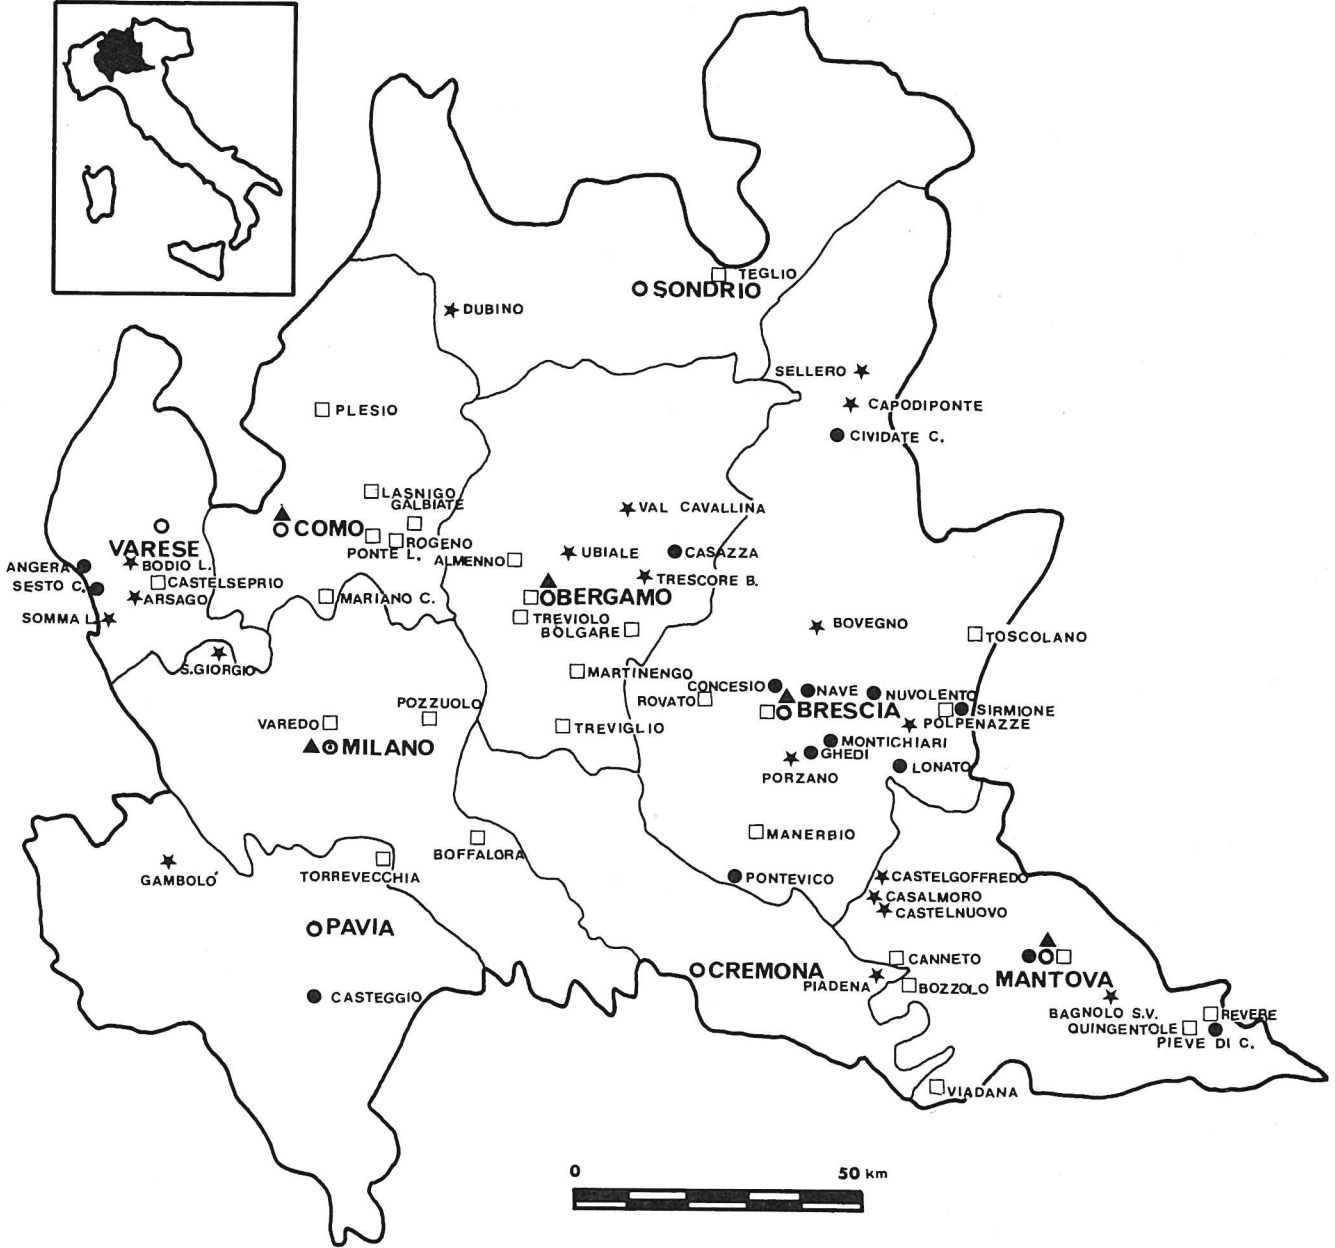 TEGLIO
SONDRIO
DUBINO
SELLERO
CAPODIPONTE
CIVIDATE C.
PLESIO
LASNIGO
GALBIATE
COMO
ROGENO
PONTE L.
ALMENNO
VAL CAVALLINA
UBIALE
CASAZZA
TRESCORE B.
BERGAMO
TREVIOLO
BOLGARE
VARESE
ANGERA
BODIO L.
SESTO C.
CASTELSEPRIO
ARSAGO
SOMMA L.
MARIANO C.
S.GIORGIO
BOVEGNO
TOSCOLANO
MARTINENGO
CONCESIO
NAVE
NUVOLENTO
ROVATO
BRESCIA
SIRMIONE
POLPENAZZE
POZZUOLO
VAREDO
MILANO
TREVIGLIO
MONTICHIARI
GHEDI
LONATO
PORZANO
MANERBIO
BOFFALORA
GAMBOLO'
TORREVECCHIA
PONTEVICO
CASTELGOFFREDO
CASALMORO
CASTELNUOVO
PAVIA
CREMONA
CANNETO
PIADENA
BOZZOLO
MANTOVA
CASTEGGIO
BAGNOLO S.V.
REVERE
QUINGENTOLE
PIEVE DI C.
VIADANA
0 50 km